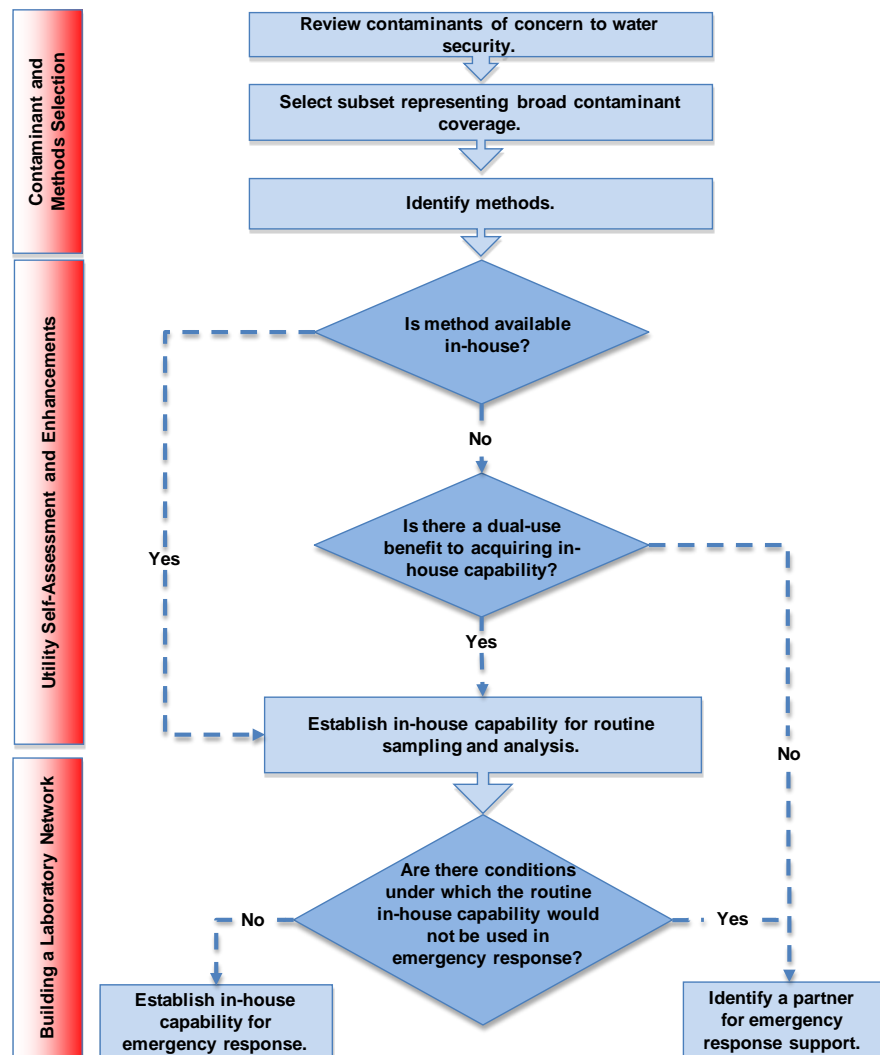 Contaminant and
Methods Selection
Review contaminants of concern to water
security.
Select subset representing broad contaminant
coverage.
Identify methods.
Utility Self-Assessment and Enhancements
Is method available
in-house?
No
Is there a dual-use
benefit to acquiring in-
house capability?
Yes
Yes
Establish in-house capability for routine
sampling and analysis.
No
Building a Laboratory Network
Are there conditions
under which the routine
in-house capability would
not be used in
emergency response?
No
Yes
Establish in-house
capability for
emergency response.
Identify a partner
for emergency
response support.